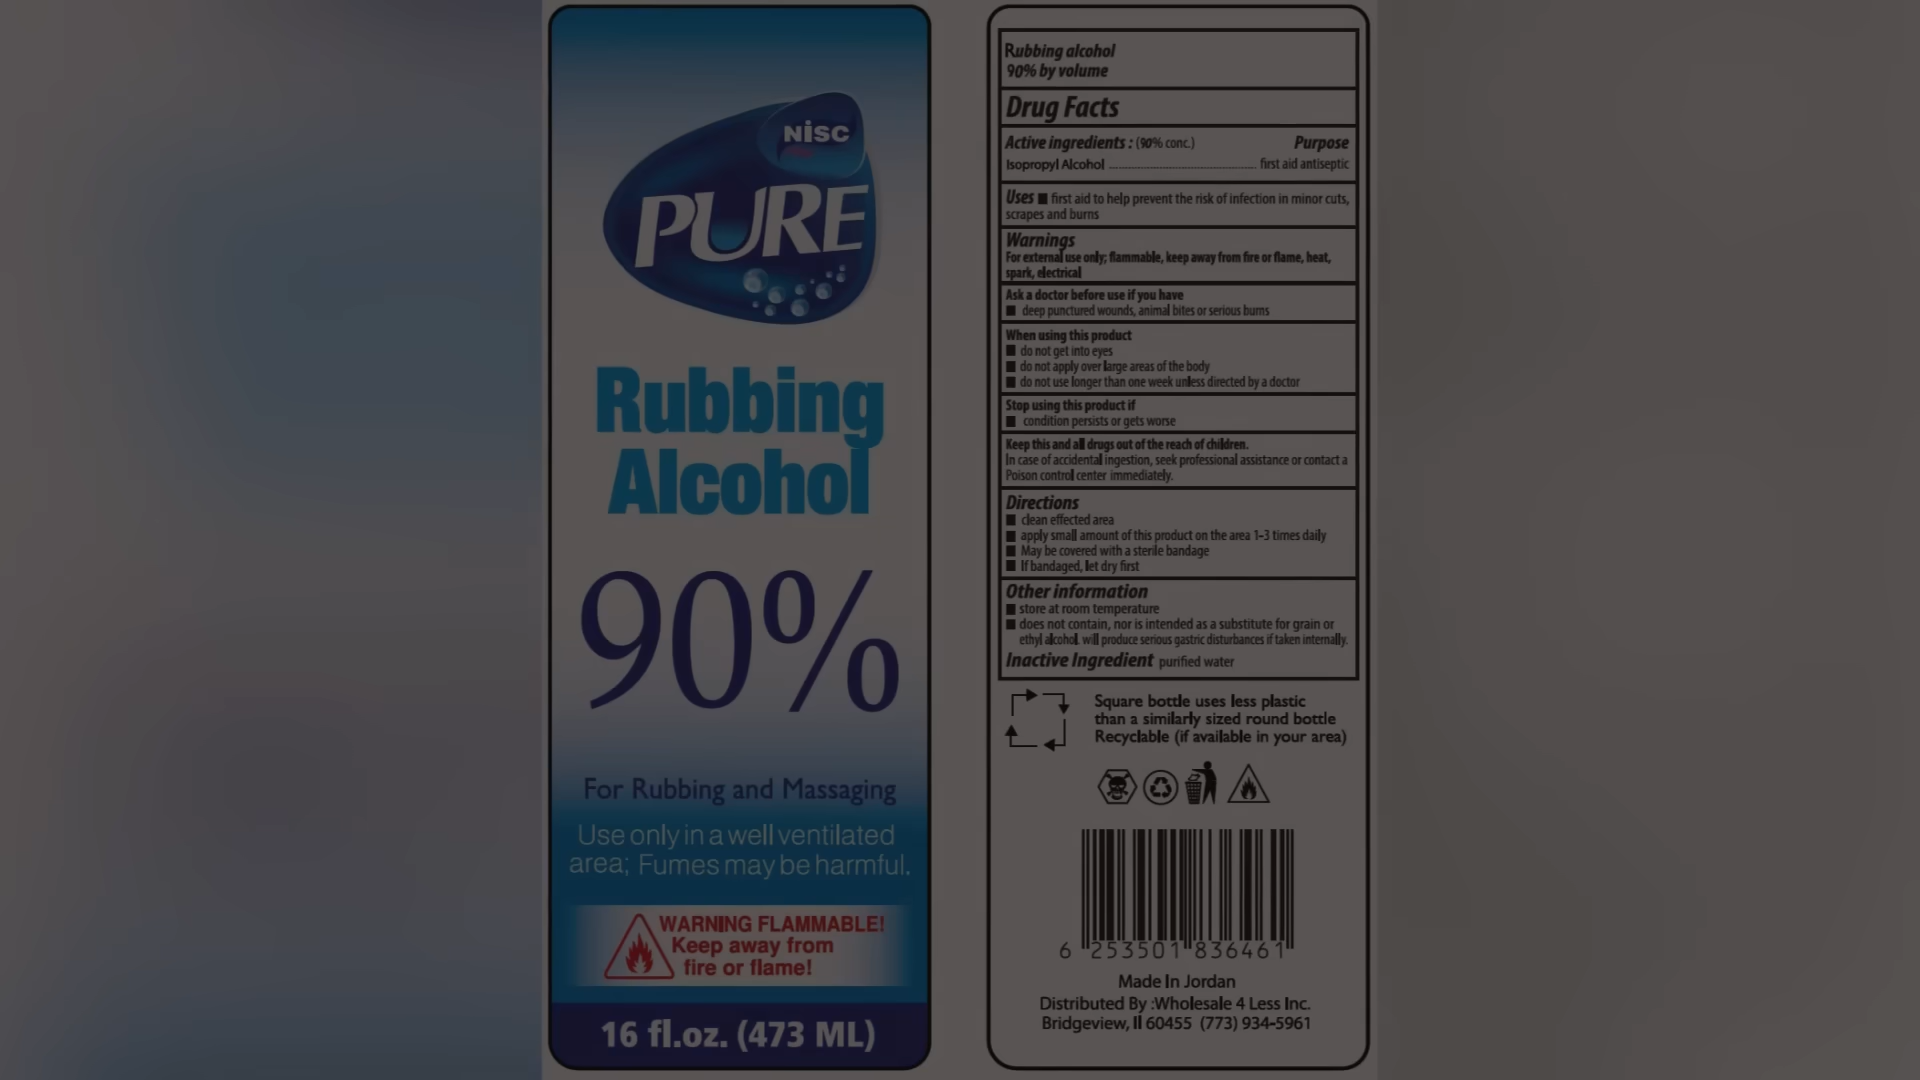 NISC
PURE
Rubbing
Alcohol
90%
For Rubbing and Massaging
Use only in a well ventilated
area; Fumes may be harmful.
WARNING FLAMMABLE!
Keep away from
fire or flame!
16 fl.oz. (473 ML)
Rubbing alcohol
90% by volume
Drug Facts
Active ingredients : (90% conc.) Purpose
Isopropyl Alcohol ........................................ first aid antiseptic
Uses ■ first aid to help prevent the risk of infection in minor cuts,
scrapes and burns
Warnings
For external use only; flammable, keep away from fire or flame, heat,
spark, electrical
Ask a doctor before use if you have
■ deep punctured wounds, animal bites or serious burns
When using this product
■ do not get into eyes
■ do not apply over large areas of the body
■ do not use longer than one week unless directed by a doctor
Stop using this product if
■ condition persists or gets worse
Keep this and all drugs out of the reach of children.
In case of accidental ingestion, seek professional assistance or contact a
Poison control center immediately.
Directions
■ clean effected area
■ apply small amount of this product on the area 1-3 times daily
■ May be covered with a sterile bandage
■ If bandaged, let dry first
Other information
■ store at room temperature
■ does not contain, nor is intended as a substitute for grain or
ethyl alcohol. will produce serious gastric disturbances if taken internally.
Inactive Ingredient purified water
Square bottle uses less plastic
than a similarly sized round bottle
Recyclable (if available in your area)
6 253501 836461
Made In Jordan
Distributed By :Wholesale 4 Less Inc.
Bridgeview, Il 60455 (773) 934-5961